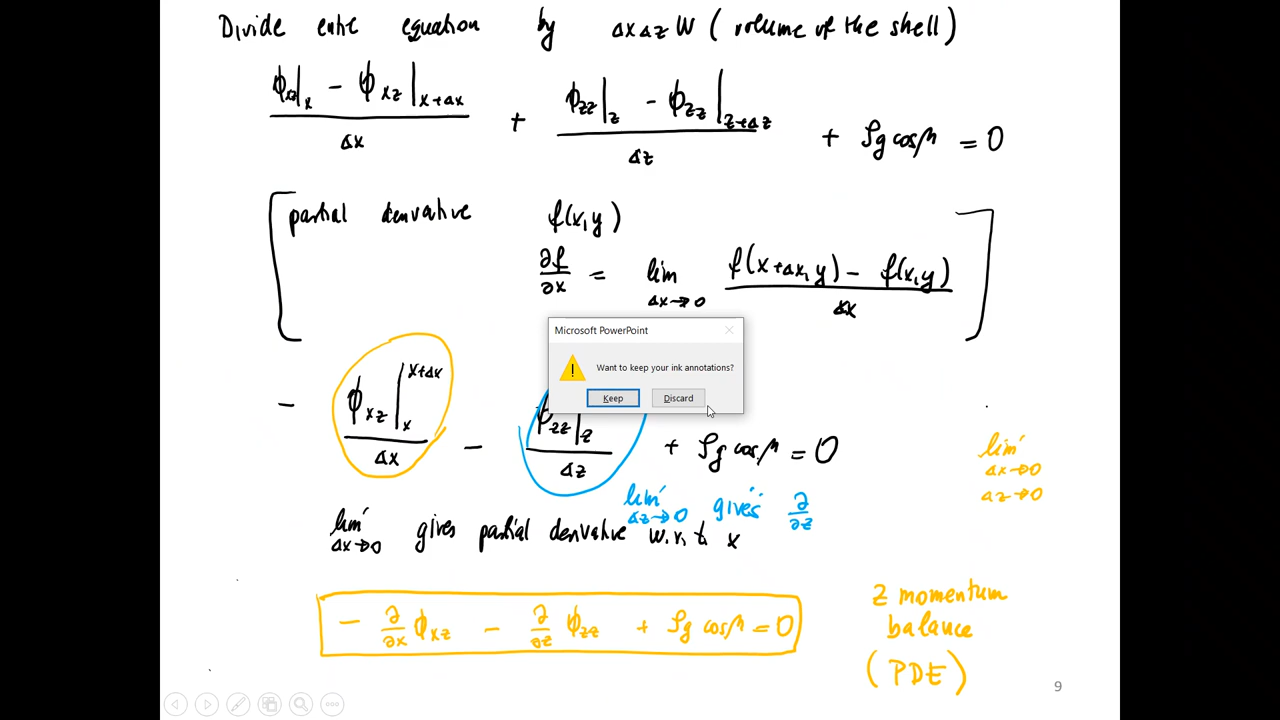 Divide entire equation by Δx Δz W (volume of the shell)
ϕxz|x − ϕxz|x+Δx / Δx + ϕzz|z − ϕzz|z+Δz / Δz + ρg cosβ = 0
partial derivative f(x,y)
∂f/∂x = lim Δx→0 f(x+Δx,y) − f(x,y) / Δx
Microsoft PowerPoint
Want to keep your ink annotations?
Keep Discard
− ϕxz|x x+Δx / Δx − ϕzz|z / Δz + ρg cosβ = 0
lim Δx→0 Δz→0
lim Δz→0 gives ∂/∂z
lim Δx→0 gives partial derivative w.r.t. x
− ∂/∂x ϕxz − ∂/∂z ϕzz + ρg cosβ = 0
z momentum
balance
(PDE)
9